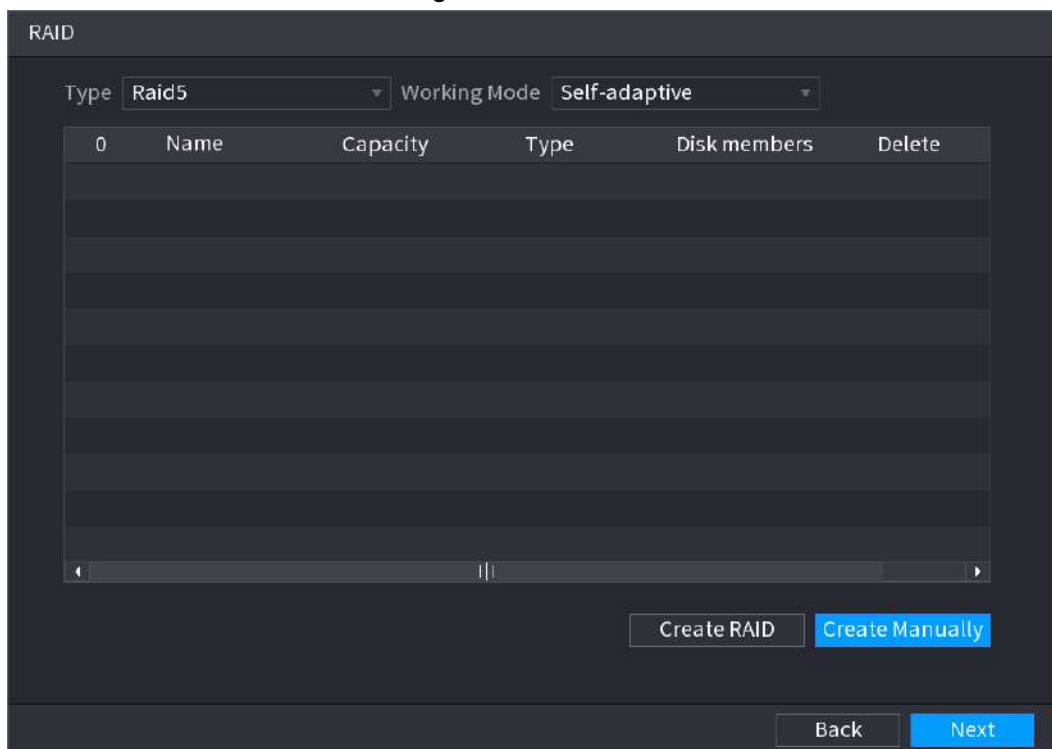 RAID
Type Raid5 Working Mode Self-adaptive
0 Name Capacity Type Disk members Delete
Create RAID Create Manually
Back Next